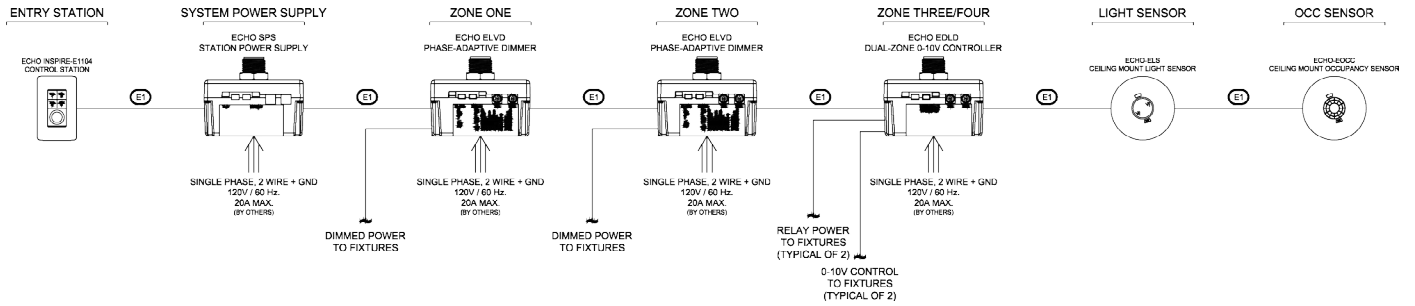 ENTRY STATION
ECHO INSPIRE-E1104
CONTROL STATION
E1
SYSTEM POWER SUPPLY
ECHO SPS
STATION POWER SUPPLY
SINGLE PHASE, 2 WIRE + GND
120V / 60 Hz.
20A MAX.
(BY OTHERS)
ZONE ONE
ECHO ELVD
PHASE-ADAPTIVE DIMMER
SINGLE PHASE, 2 WIRE + GND
120V / 60 Hz.
20A MAX.
(BY OTHERS)
DIMMED POWER
TO FIXTURES
E1
ZONE TWO
ECHO ELVD
PHASE-ADAPTIVE DIMMER
SINGLE PHASE, 2 WIRE + GND
120V / 60 Hz.
20A MAX.
(BY OTHERS)
DIMMED POWER
TO FIXTURES
E1
E1
ZONE THREE/FOUR
ECHO EDLD
DUAL-ZONE 0-10V CONTROLLER
SINGLE PHASE, 2 WIRE + GND
120V / 60 Hz.
20A MAX.
(BY OTHERS)
RELAY POWER
TO FIXTURES
(TYPICAL OF 2)
0-10V CONTROL
TO FIXTURES
(TYPICAL OF 2)
E1
LIGHT SENSOR
ECHO-ELS
CEILING MOUNT LIGHT SENSOR
E1
OCC SENSOR
ECHO-EOCC
CEILING MOUNT OCCUPANCY SENSOR